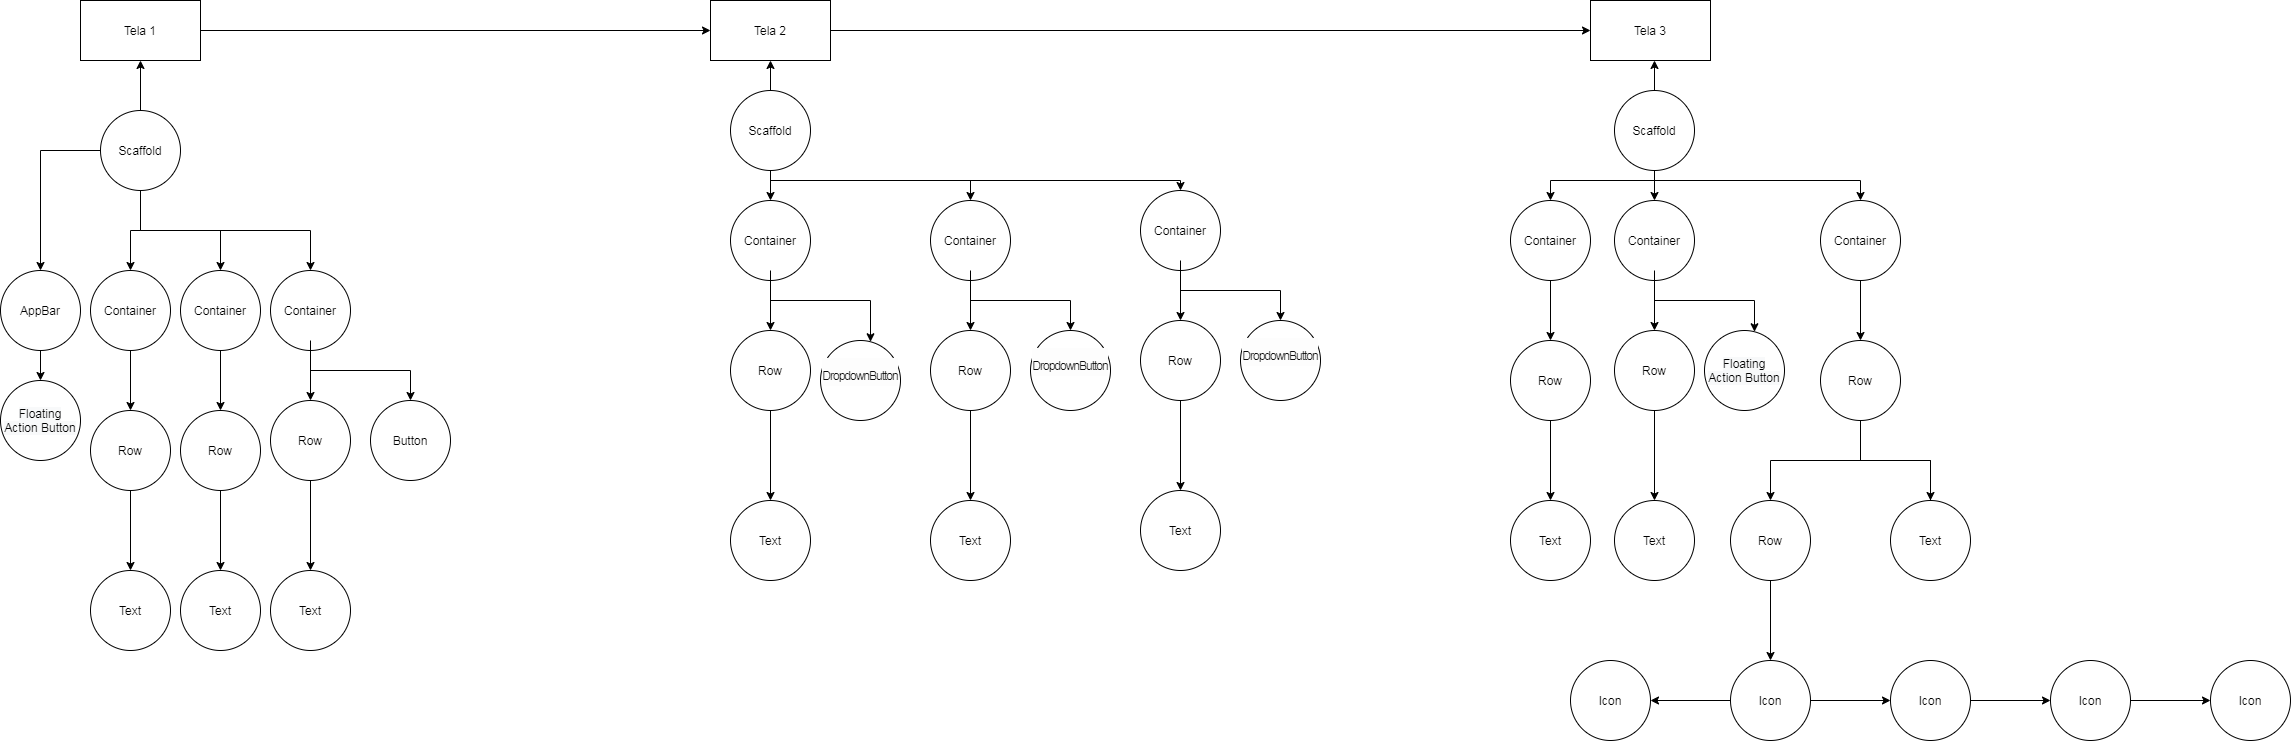 Tela 1
Tela 2
Tela 3
Scaffold
Scaffold
Scaffold
AppBar
Container
Container
Container
Floating
Action Button
Row
Row
Row
Button
Text
Text
Text
Container
Container
Container
Row
DropdownButton
Row
DropdownButton
Row
DropdownButton
Text
Text
Text
Container
Container
Container
Row
Row
Floating
Action Button
Row
Text
Text
Row
Text
Icon
Icon
Icon
Icon
Icon